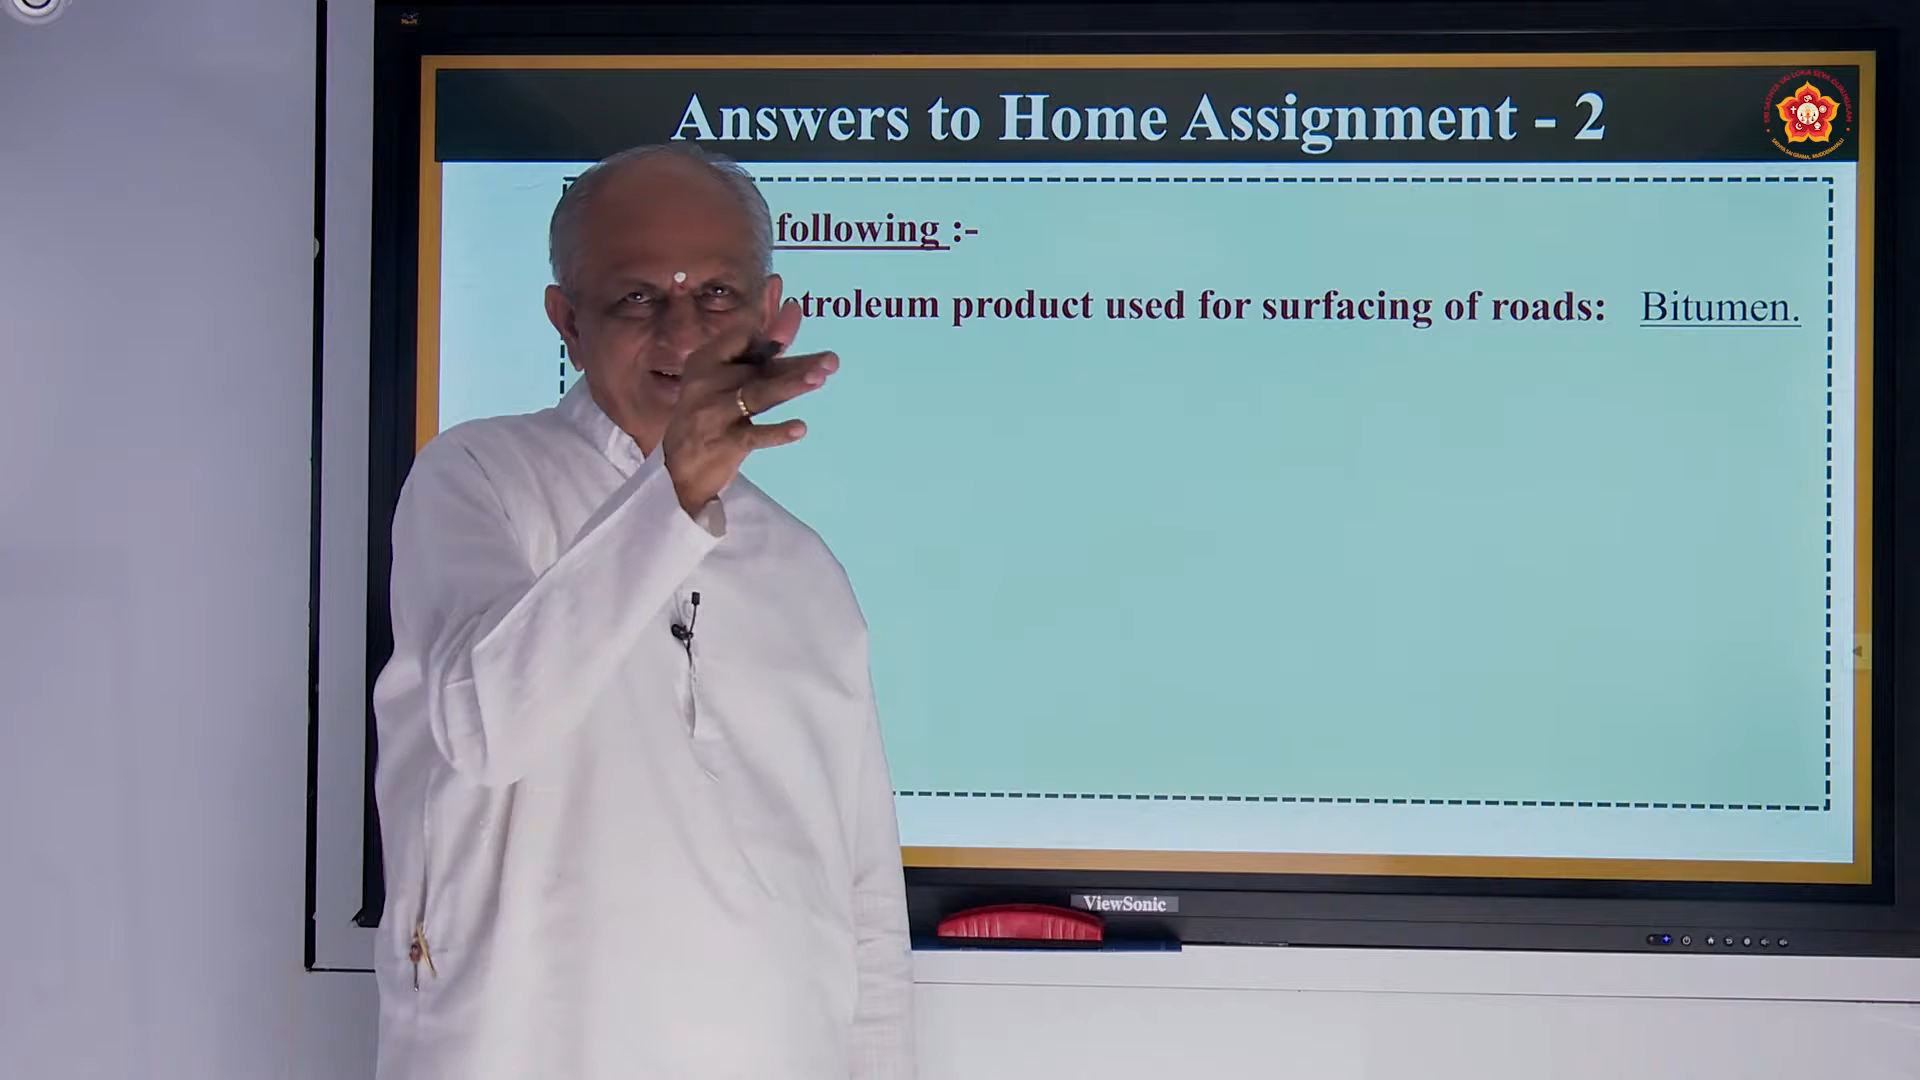 Answers to Home Assignment - 2
following :-
troleum product used for surfacing of roads: Bitumen.
ViewSonic